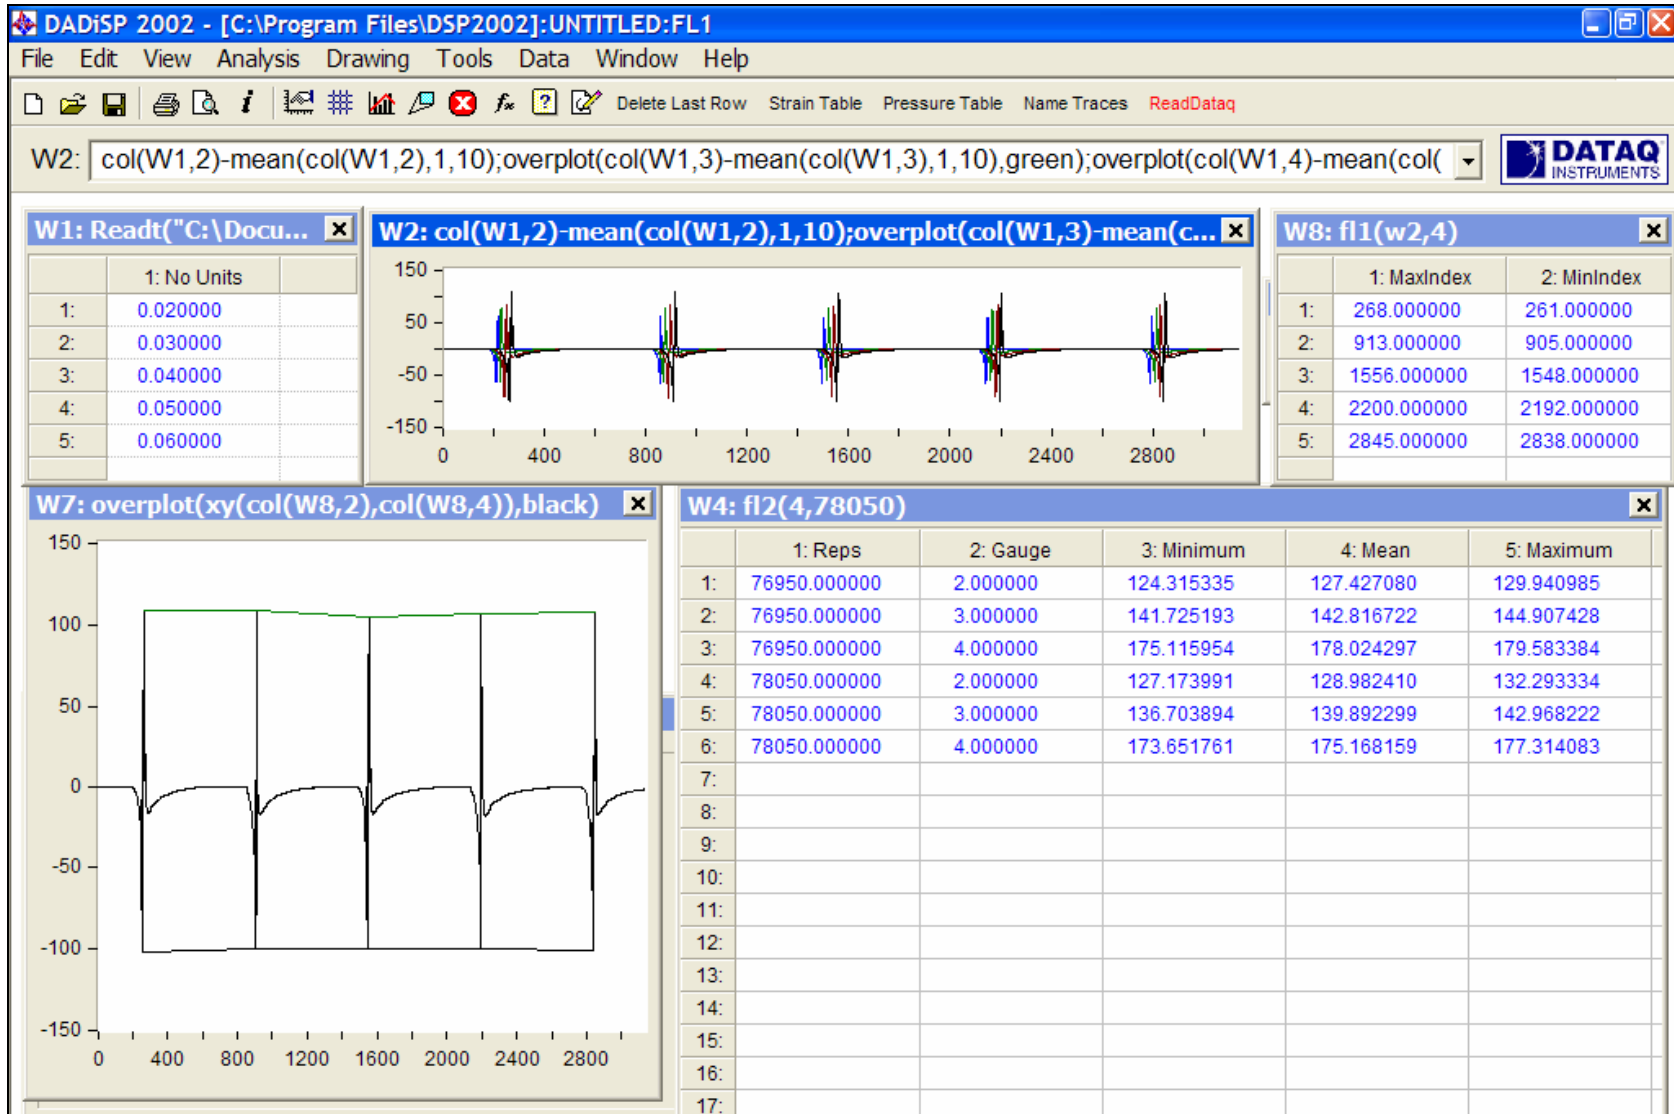 DADiSP 2002 - [C:\Program Files\DSP2002]:UNTITLED:FL1
File Edit View Analysis Drawing Tools Data Window Help
Delete Last Row Strain Table Pressure Table Name Traces ReadDataq
W2: col(W1,2)-mean(col(W1,2),1,10);overplot(col(W1,3)-mean(col(W1,3),1,10),green);overplot(col(W1,4)-mean(col(
DATAQ
INSTRUMENTS
W1: Readt("C:\Docu...
1: No Units
1: 0.020000
2: 0.030000
3: 0.040000
4: 0.050000
5: 0.060000
W2: col(W1,2)-mean(col(W1,2),1,10);overplot(col(W1,3)-mean(c...
150
50
-50
-150
0 400 800 1200 1600 2000 2400 2800
W8: fl1(w2,4)
1: MaxIndex 2: MinIndex
1: 268.000000 261.000000
2: 913.000000 905.000000
3: 1556.000000 1548.000000
4: 2200.000000 2192.000000
5: 2845.000000 2838.000000
W7: overplot(xy(col(W8,2),col(W8,4)),black)
150
100
50
0
-50
-100
-150
0 400 800 1200 1600 2000 2400 2800
W4: fl2(4,78050)
1: Reps 2: Gauge 3: Minimum 4: Mean 5: Maximum
1: 76950.000000 2.000000 124.315335 127.427080 129.940985
2: 76950.000000 3.000000 141.725193 142.816722 144.907428
3: 76950.000000 4.000000 175.115954 178.024297 179.583384
4: 78050.000000 2.000000 127.173991 128.982410 132.293334
5: 78050.000000 3.000000 136.703894 139.892299 142.968222
6: 78050.000000 4.000000 173.651761 175.168159 177.314083
7:
8:
9:
10:
11:
12:
13:
14:
15:
16:
17: